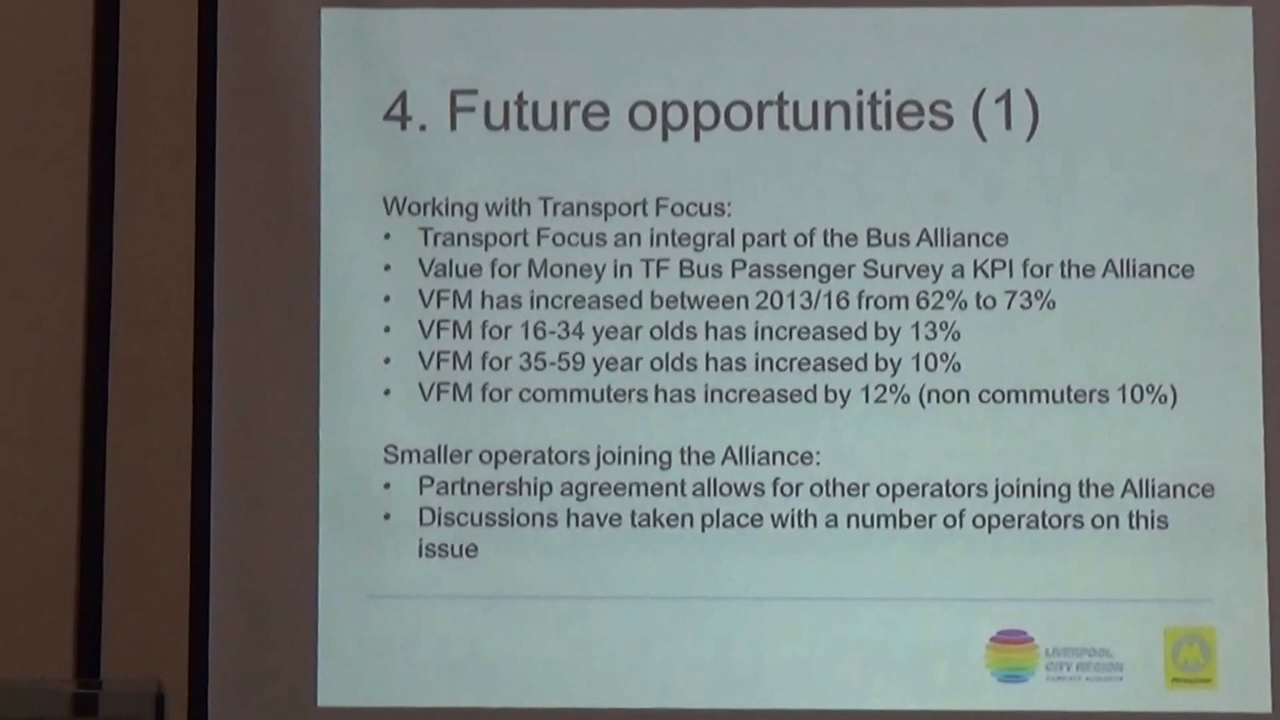 4. Future opportunities (1)
Working with Transport Focus:
• Transport Focus an integral part of the Bus Alliance
• Value for Money in TF Bus Passenger Survey a KPI for the Alliance
• VFM has increased between 2013/16 from 62% to 73%
• VFM for 16-34 year olds has increased by 13%
• VFM for 35-59 year olds has increased by 10%
• VFM for commuters has increased by 12% (non commuters 10%)
Smaller operators joining the Alliance:
• Partnership agreement allows for other operators joining the Alliance
• Discussions have taken place with a number of operators on this
issue
LIVERPOOL
CITY REGION
M